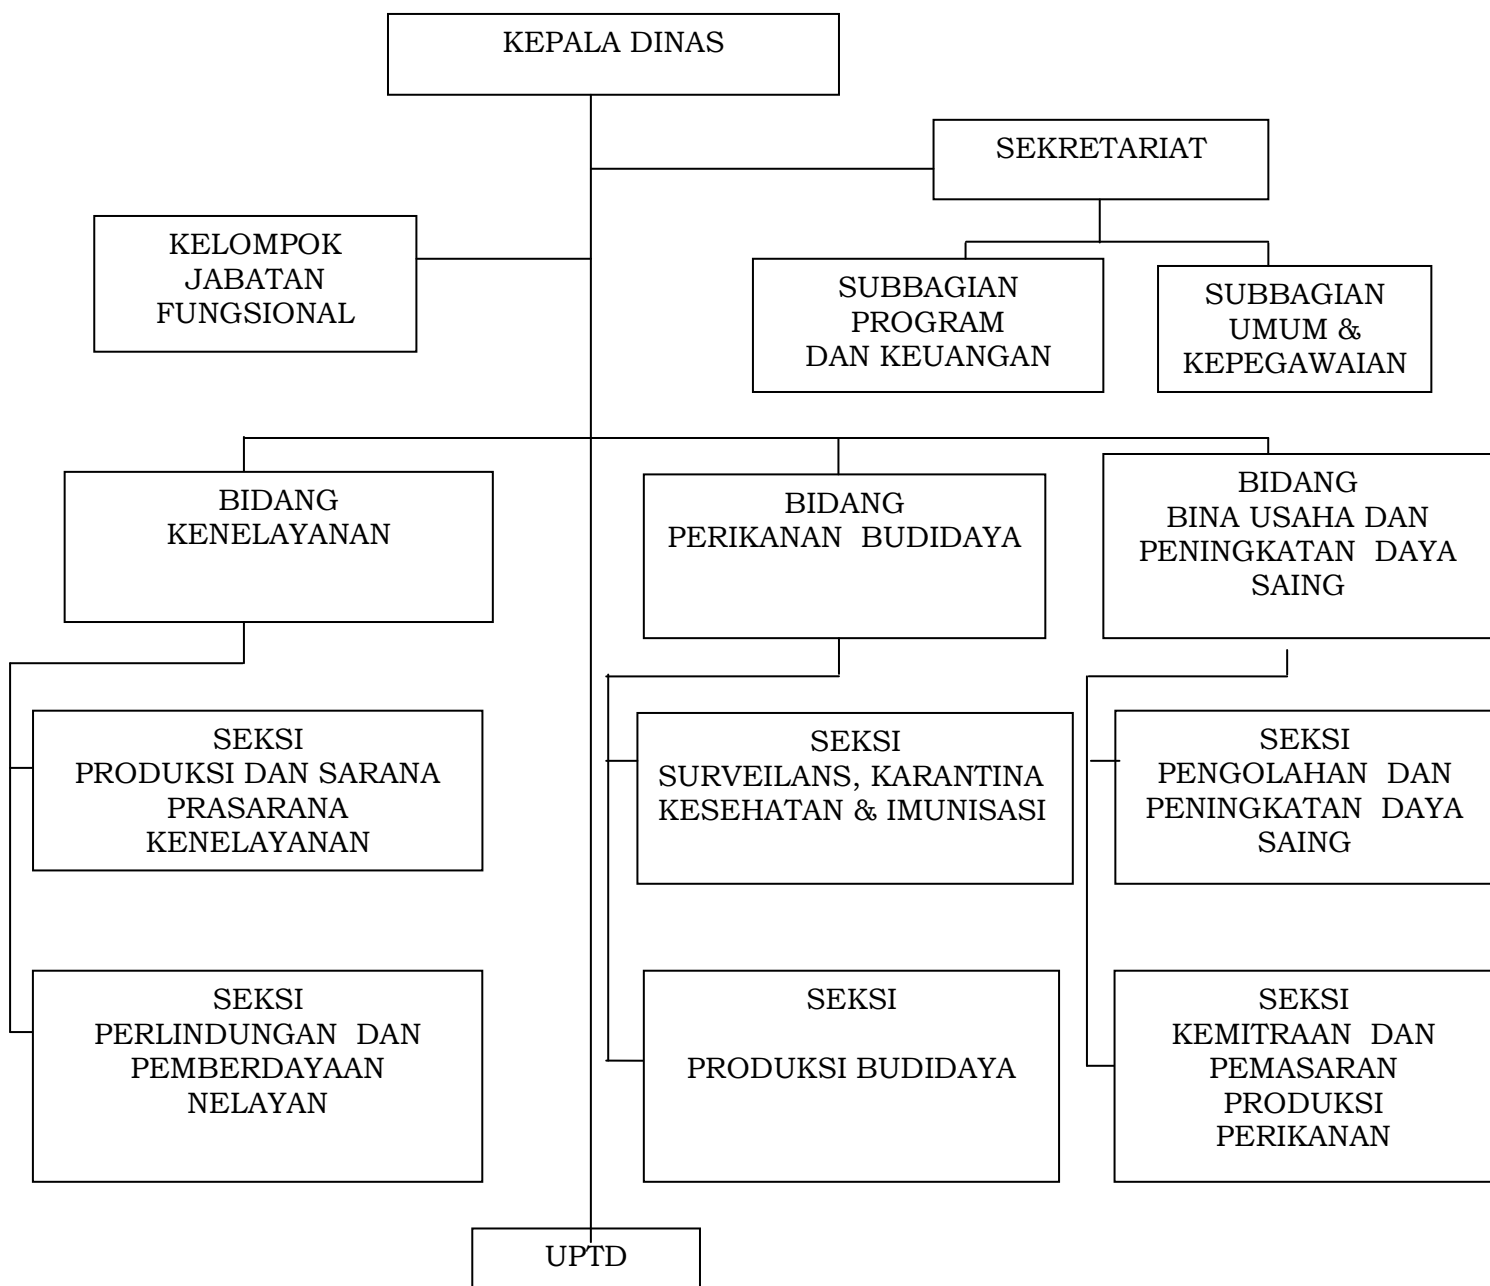 KEPALA DINAS
SEKRETARIAT
KELOMPOK
JABATAN
FUNGSIONAL
SUBBAGIAN
PROGRAM
DAN KEUANGAN
SUBBAGIAN
UMUM &
KEPEGAWAIAN
BIDANG
KENELAYANAN
BIDANG
PERIKANAN BUDIDAYA
BIDANG
BINA USAHA DAN
PENINGKATAN DAYA
SAING
SEKSI
PRODUKSI DAN SARANA
PRASARANA
KENELAYANAN
SEKSI
SURVEILANS, KARANTINA
KESEHATAN & IMUNISASI
SEKSI
PENGOLAHAN DAN
PENINGKATAN DAYA
SAING
SEKSI
PERLINDUNGAN DAN
PEMBERDAYAAN
NELAYAN
SEKSI
PRODUKSI BUDIDAYA
SEKSI
KEMITRAAN DAN
PEMASARAN
PRODUKSI
PERIKANAN
UPTD